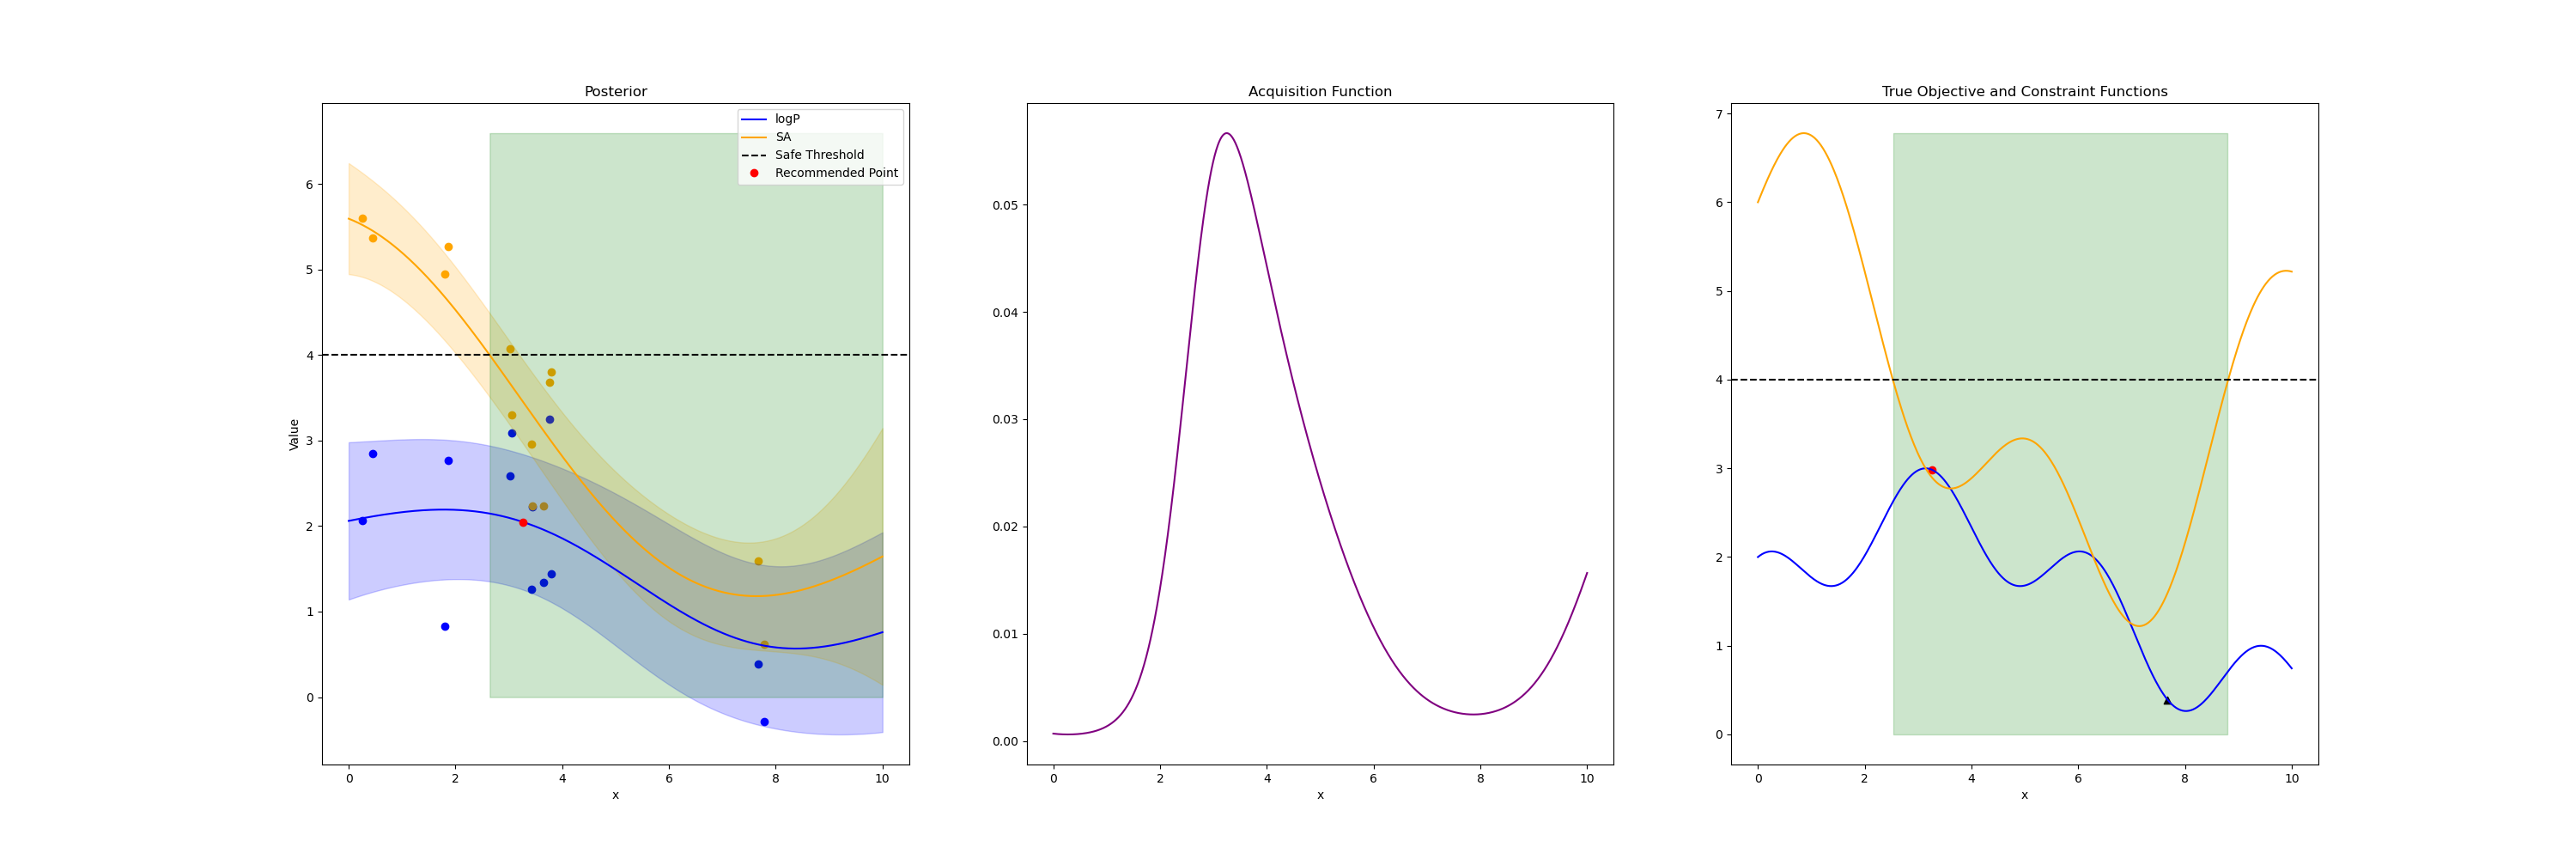 Posterior
logP
SA
Safe Threshold
Recommended Point
Value
6
5
4
3
2
1
0
0 2 4 6 8 10
x
Acquisition Function
0.05
0.04
0.03
0.02
0.01
0.00
0 2 4 6 8 10
x
True Objective and Constraint Functions
7
6
5
4
3
2
1
0
0 2 4 6 8 10
x